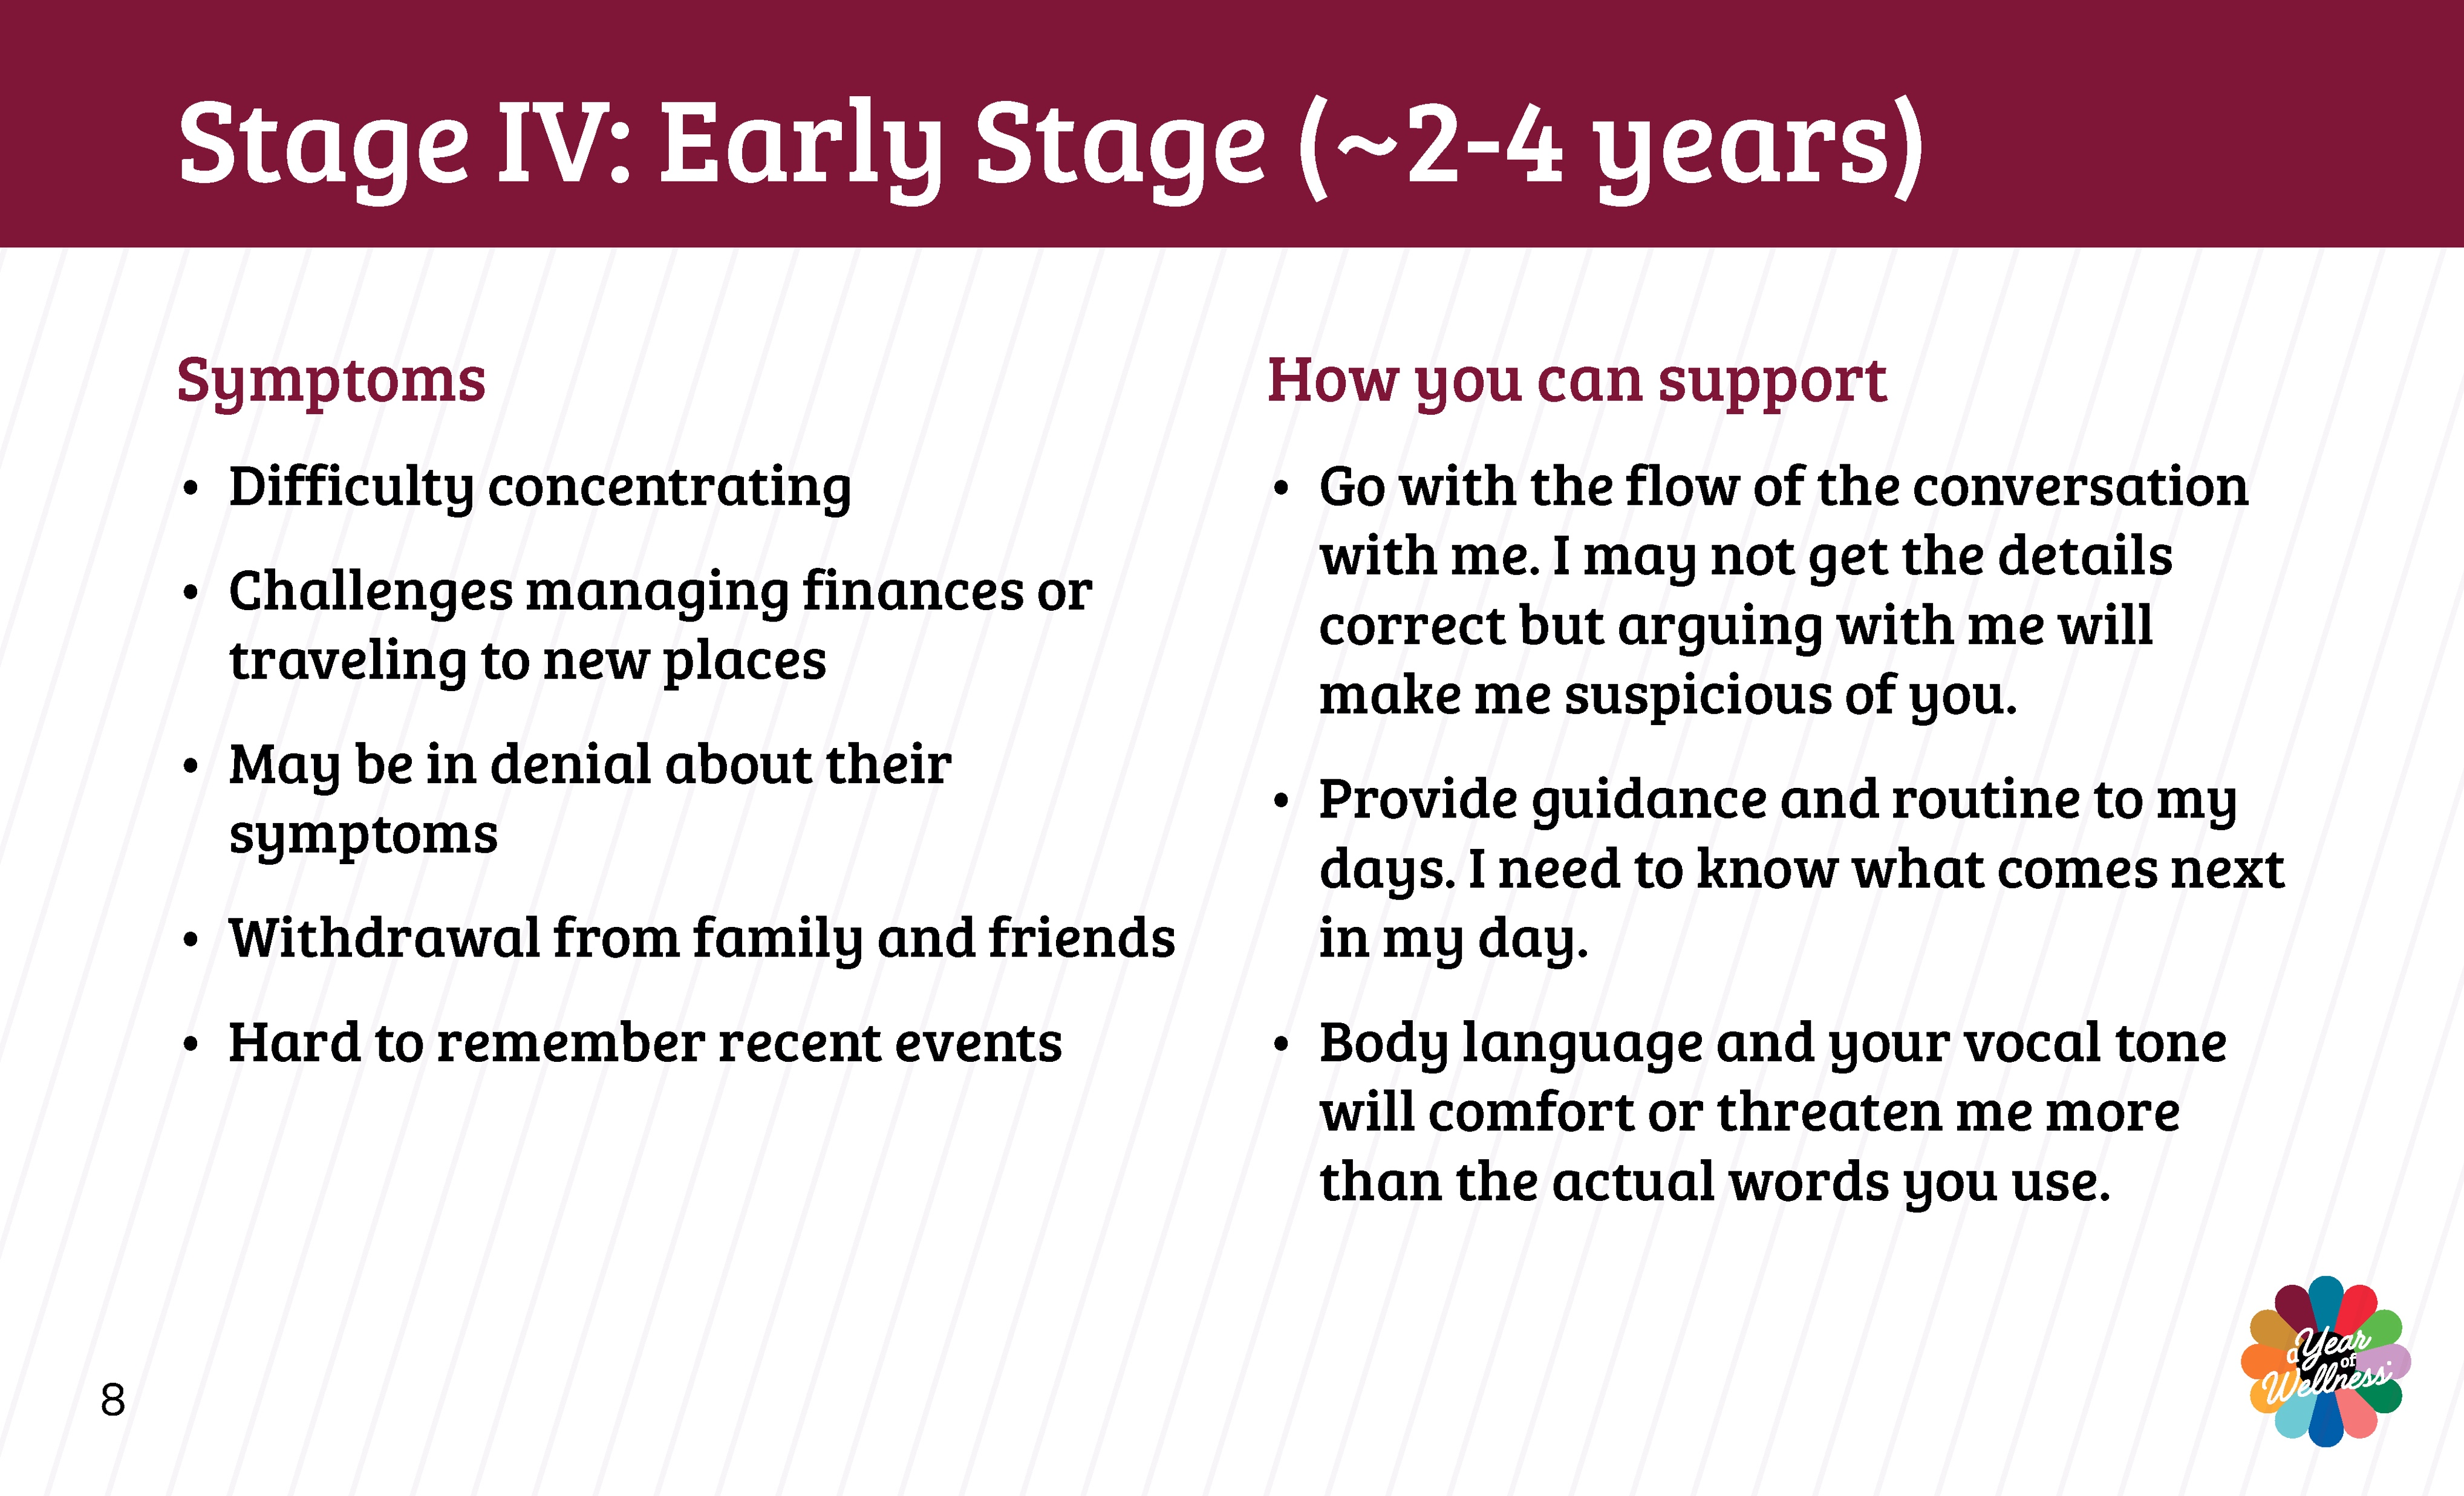 Stage IV: Early Stage (~2-4 years)
Symptoms
• Difficulty concentrating
• Challenges managing finances or
traveling to new places
• May be in denial about their
symptoms
• Withdrawal from family and friends
• Hard to remember recent events
How you can support
• Go with the flow of the conversation
with me. I may not get the details
correct but arguing with me will
make me suspicious of you.
• Provide guidance and routine to my
days. I need to know what comes next
in my day.
• Body language and your vocal tone
will comfort or threaten me more
than the actual words you use.
8
a Year
of
Wellness